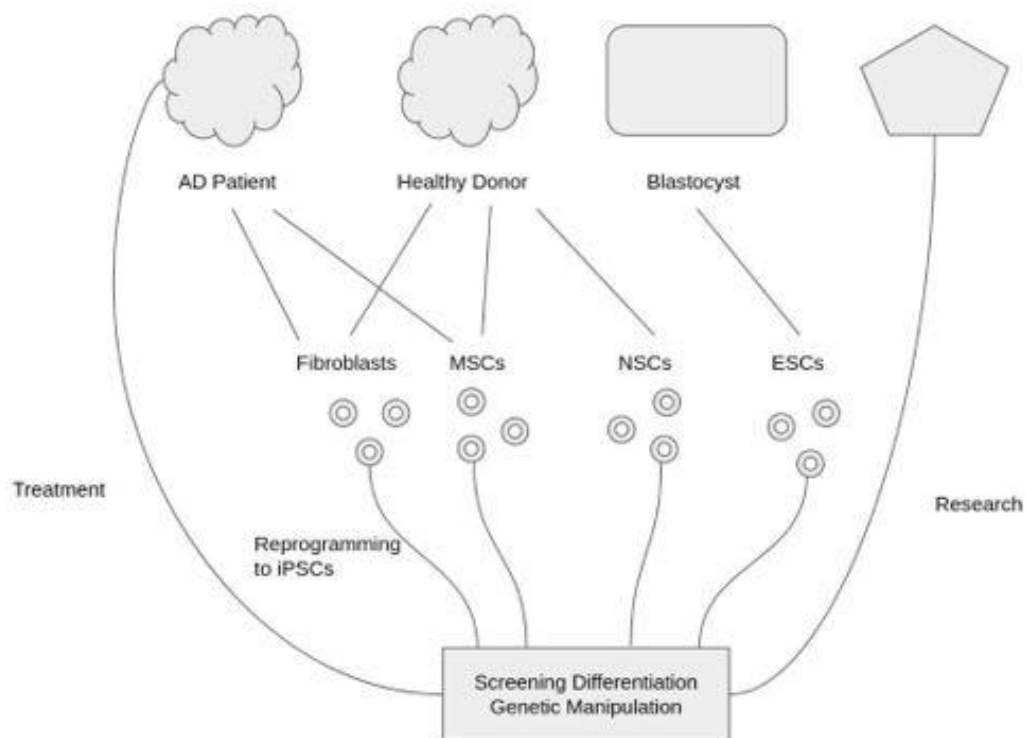 AD Patient
Healthy Donor
Blastocyst
Fibroblasts
MSCs
NSCs
ESCs
Treatment
Research
Reprogramming
to iPSCs
Screening Differentiation
Genetic Manipulation